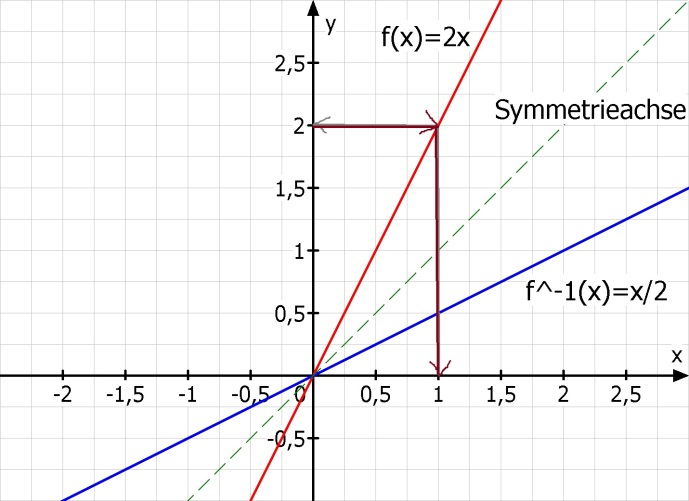 y
f(x)=2x
2,5
Symmetrieachse
2
1,5
1
f^-1(x)=x/2
0,5
x
-2 -1,5 -1 -0,5 0 0,5 1 1,5 2 2,5
-0,5